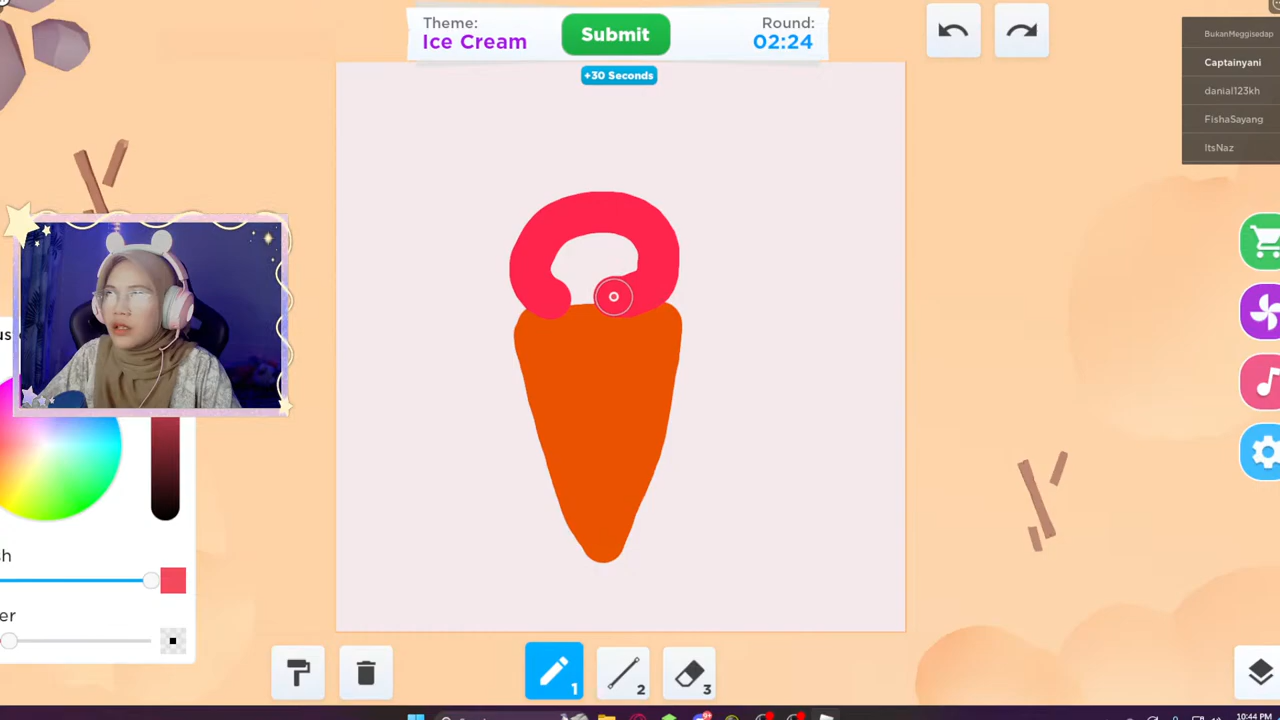 Theme:
Ice Cream
Submit
Round:
02:24
+30 Seconds
BukanMeggisedap
Captainyani
danial123kh
FishaSayang
ItsNaz
1
2
3
10:44 PM